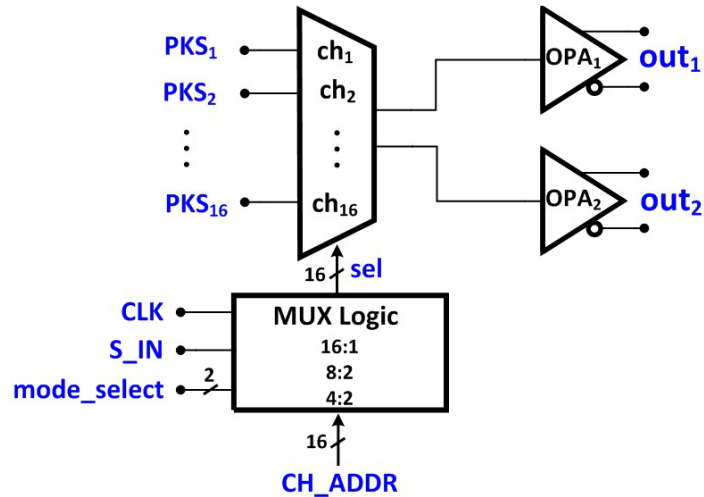 PKS₁ ch₁ OPA₁ out₁
PKS₂ ch₂
PKS₁₆ ch₁₆ OPA₂ out₂
16 sel
CLK MUX Logic
S_IN 16:1
mode_select 2 8:2
4:2
16
CH_ADDR